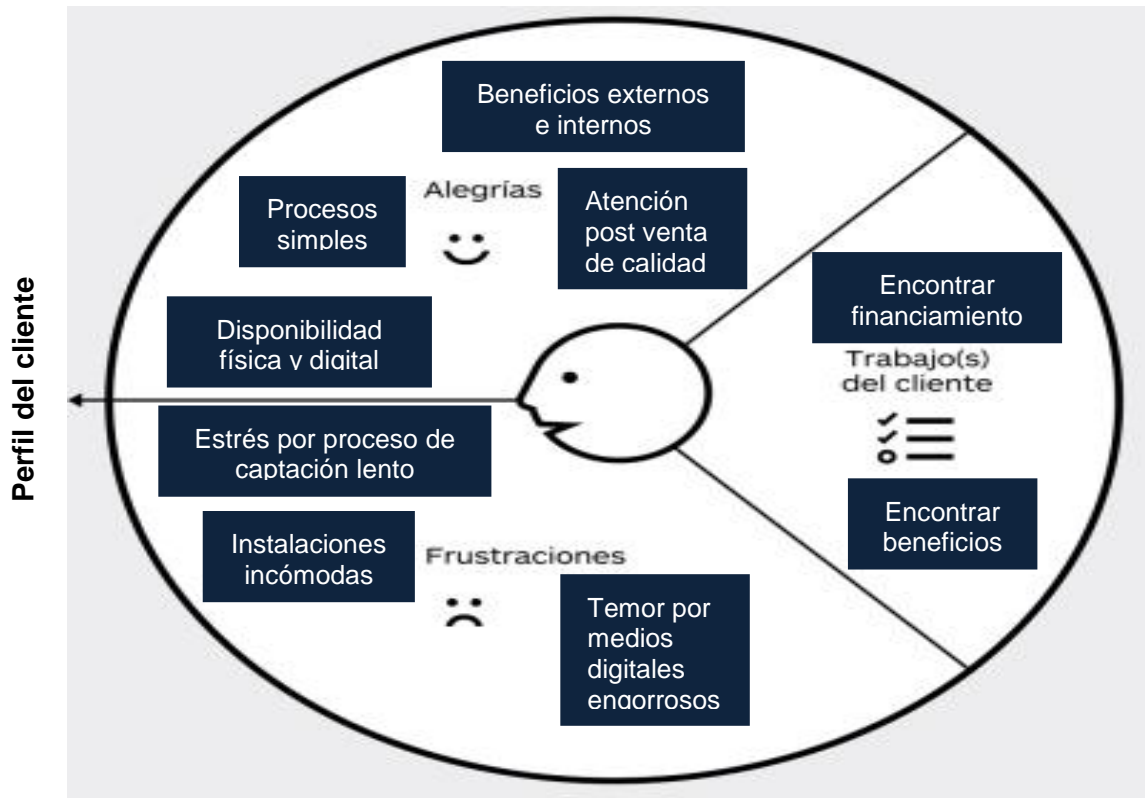 Perfil del cliente
Beneficios externos
e internos
Alegrías
Procesos
simples
Atención
post venta
de calidad
Disponibilidad
física y digital
Encontrar
financiamiento
Trabajo(s)
del cliente
Encontrar
beneficios
Estrés por proceso de
captación lento
Instalaciones
incómodas
Frustraciones
Temor por
medios
digitales
engorrosos